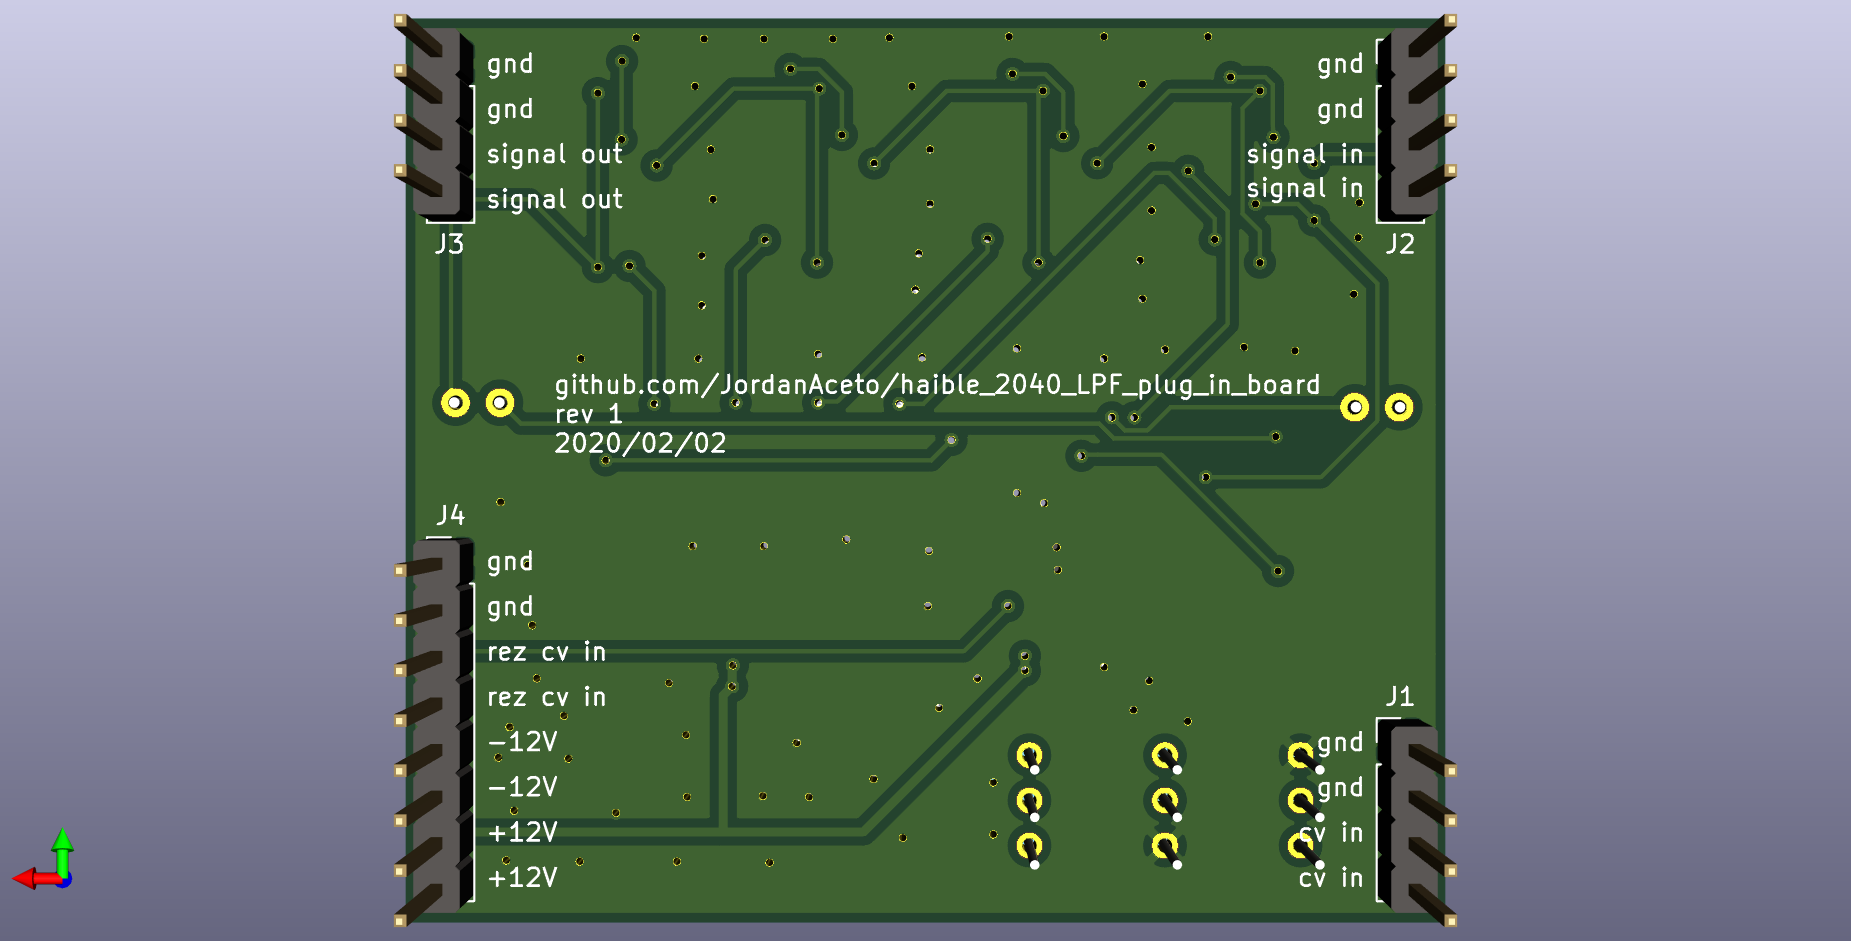 gnd
gnd
signal out
signal out
J3
gnd
gnd
signal in
signal in
J2
github.com/JordanAceto/haible_2040_LPF_plug_in_board
rev 1
2020/02/02
J4
gnd
gnd
rez cv in
rez cv in
-12V
-12V
+12V
+12V
J1
gnd
gnd
cv in
cv in